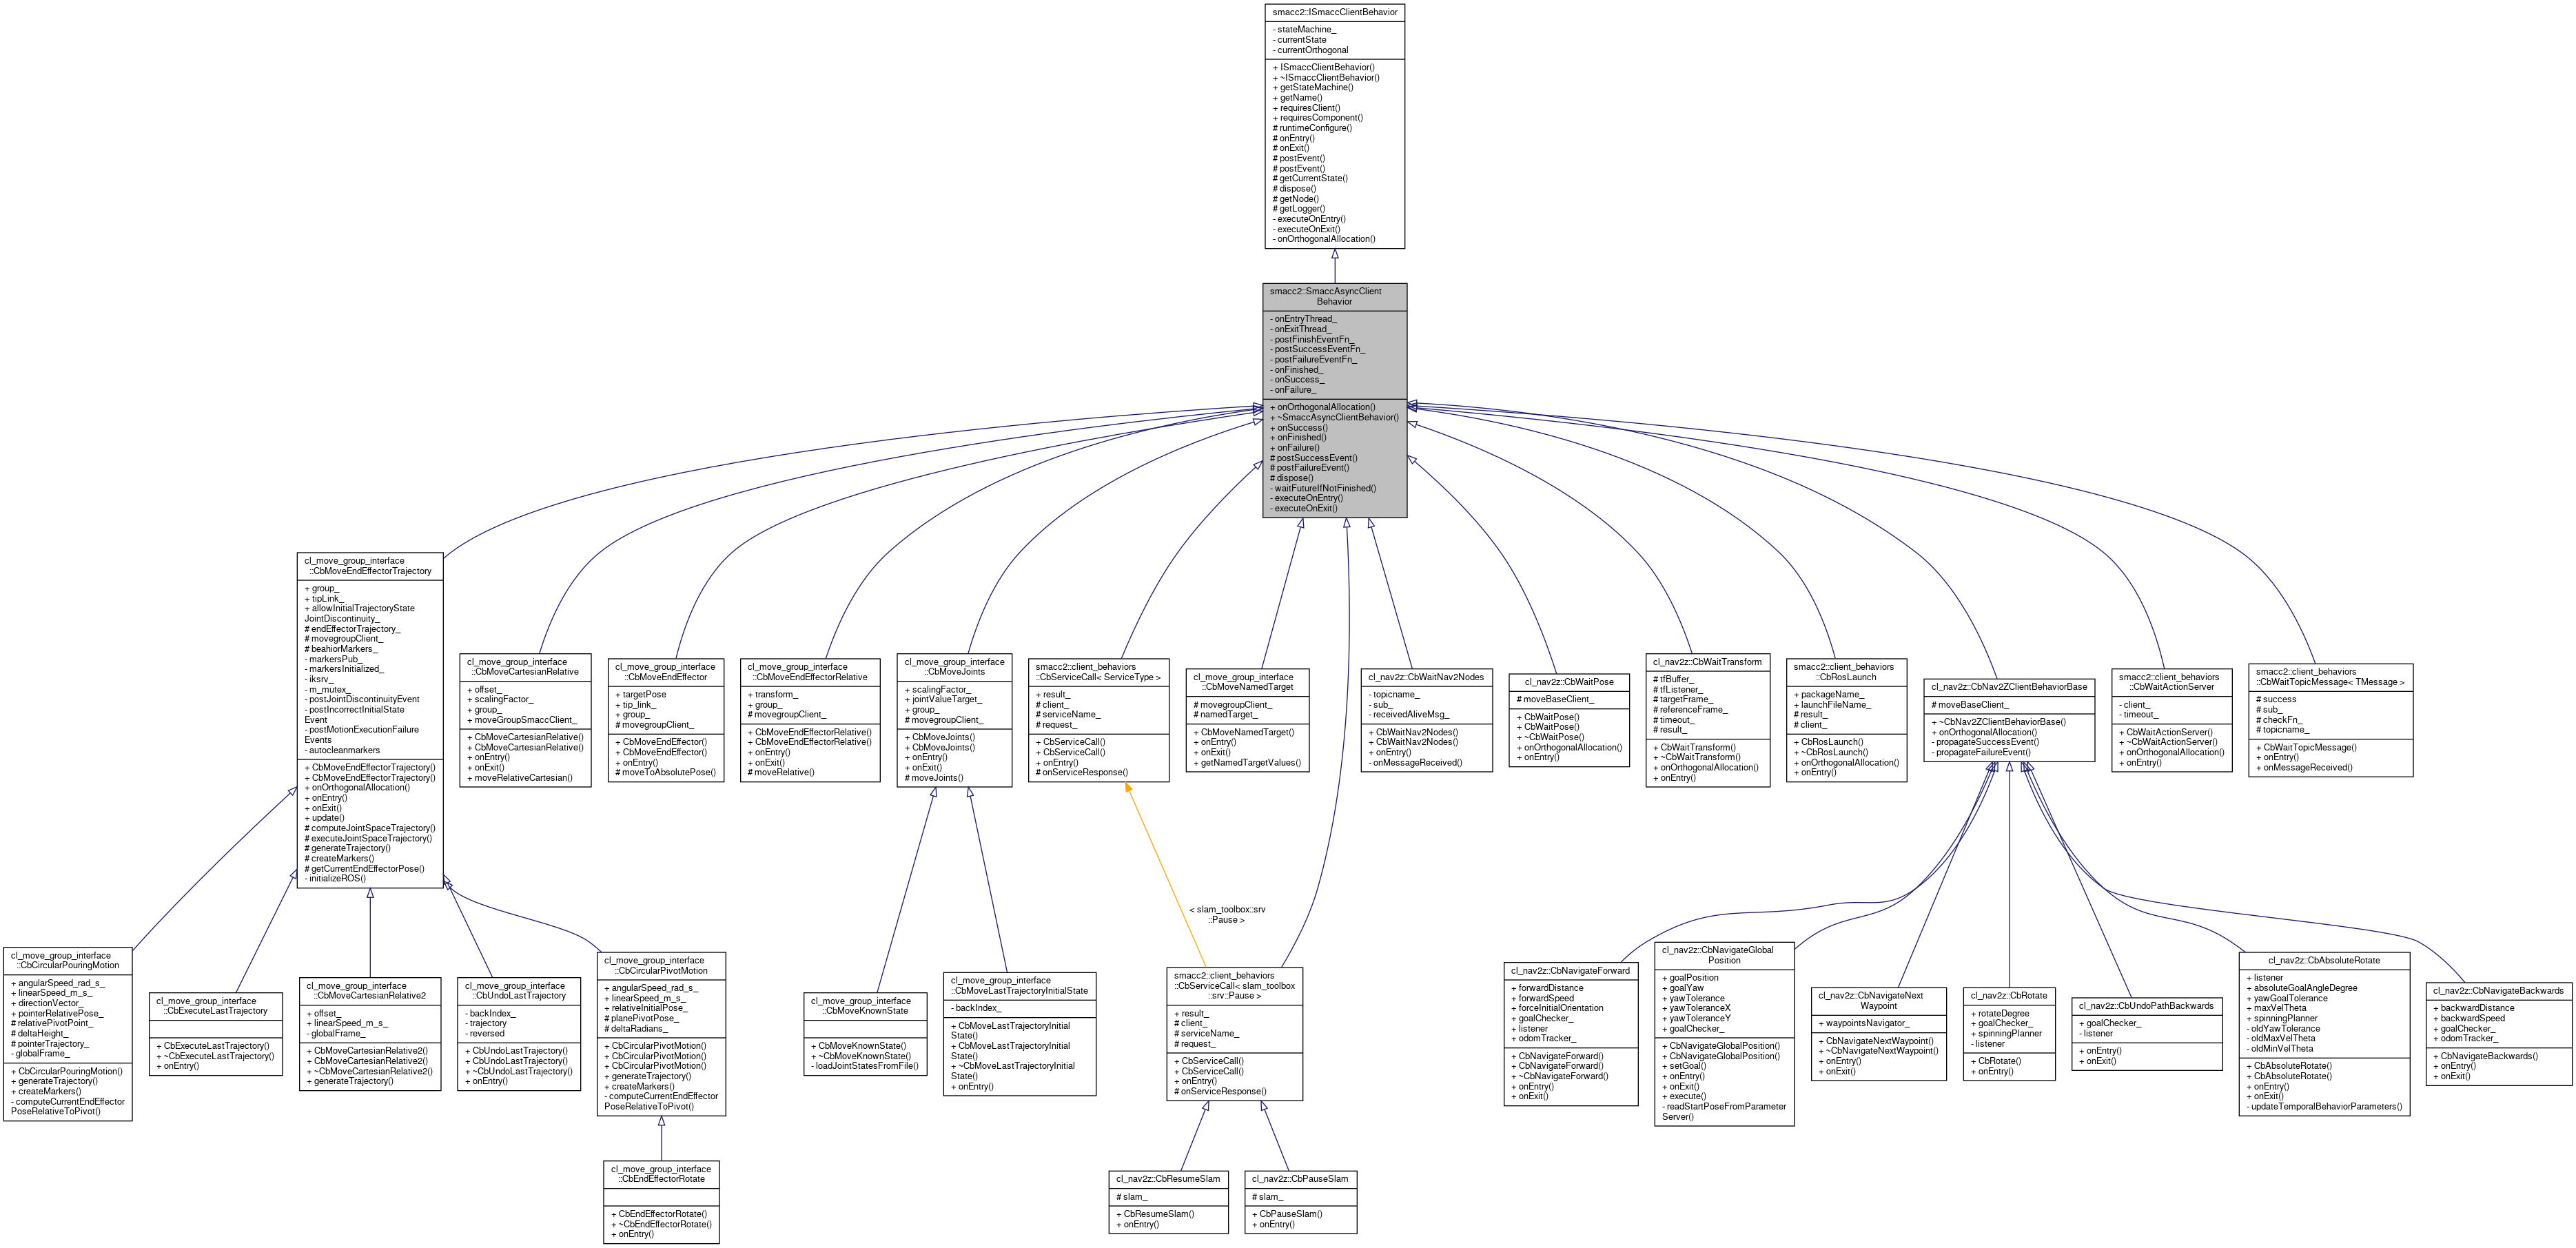 smacc2::ISmaccClientBehavior
- stateMachine_
- currentState
- currentOrthogonal
+ ISmaccClientBehavior()
+ ~ISmaccClientBehavior()
+ getStateMachine()
+ getName()
+ requiresClient()
+ requiresComponent()
# runtimeConfigure()
# onEntry()
# onExit()
# postEvent()
# postEvent()
# getCurrentState()
# dispose()
# getNode()
# getLogger()
- executeOnEntry()
- executeOnExit()
- onOrthogonalAllocation()
smacc2::SmaccAsyncClient
Behavior
- onEntryThread_
- onExitThread_
- postFinishEventFn_
- postSuccessEventFn_
- postFailureEventFn_
- onFinished_
- onSuccess_
- onFailure_
+ onOrthogonalAllocation()
+ ~SmaccAsyncClientBehavior()
+ onSuccess()
+ onFinished()
+ onFailure()
# postSuccessEvent()
# postFailureEvent()
# dispose()
- waitFutureIfNotFinished()
- executeOnEntry()
- executeOnExit()
cl_move_group_interface
::CbMoveEndEffectorTrajectory
+ group_
+ tipLink_
+ allowInitialTrajectoryState
JointDiscontinuity_
# endEffectorTrajectory_
# movegroupClient_
# beahiorMarkers_
- markersPub_
- markersInitialized_
- iksrv_
- m_mutex_
- postJointDiscontinuityEvent
- postIncorrectInitialState
Event
- postMotionExecutionFailure
Events
- autocleanmarkers
+ CbMoveEndEffectorTrajectory()
+ CbMoveEndEffectorTrajectory()
+ onOrthogonalAllocation()
+ onEntry()
+ onExit()
+ update()
# computeJointSpaceTrajectory()
# executeJointSpaceTrajectory()
# generateTrajectory()
# createMarkers()
# getCurrentEndEffectorPose()
- initializeROS()
cl_move_group_interface
::CbMoveCartesianRelative
+ offset_
+ scalingFactor_
+ group_
+ moveGroupSmaccClient_
+ CbMoveCartesianRelative()
+ CbMoveCartesianRelative()
+ onEntry()
+ onExit()
+ moveRelativeCartesian()
cl_move_group_interface
::CbMoveEndEffector
+ targetPose
+ tip_link_
+ group_
# movegroupClient_
+ CbMoveEndEffector()
+ CbMoveEndEffector()
+ onEntry()
# moveToAbsolutePose()
cl_move_group_interface
::CbMoveEndEffectorRelative
+ transform_
+ group_
# movegroupClient_
+ CbMoveEndEffectorRelative()
+ CbMoveEndEffectorRelative()
+ onEntry()
+ onExit()
# moveRelative()
cl_move_group_interface
::CbMoveJoints
+ scalingFactor_
+ jointValueTarget_
+ group_
# movegroupClient_
+ CbMoveJoints()
+ CbMoveJoints()
+ onEntry()
+ onExit()
# moveJoints()
smacc2::client_behaviors
::CbServiceCall< ServiceType >
+ result_
# client_
# serviceName_
# request_
+ CbServiceCall()
+ CbServiceCall()
+ onEntry()
# onServiceResponse()
cl_move_group_interface
::CbMoveNamedTarget
# movegroupClient_
# namedTarget_
+ CbMoveNamedTarget()
+ onEntry()
+ onExit()
+ getNamedTargetValues()
cl_nav2z::CbWaitNav2Nodes
- topicname_
- sub_
- receivedAliveMsg_
+ CbWaitNav2Nodes()
+ CbWaitNav2Nodes()
+ onEntry()
- onMessageReceived()
cl_nav2z::CbWaitPose
# moveBaseClient_
+ CbWaitPose()
+ CbWaitPose()
+ ~CbWaitPose()
+ onOrthogonalAllocation()
+ onEntry()
cl_nav2z::CbWaitTransform
# tfBuffer_
# tfListener_
# targetFrame_
# referenceFrame_
# timeout_
# result_
+ CbWaitTransform()
+ ~CbWaitTransform()
+ onOrthogonalAllocation()
+ onEntry()
smacc2::client_behaviors
::CbRosLaunch
+ packageName_
+ launchFileName_
# result_
# client_
+ CbRosLaunch()
+ ~CbRosLaunch()
+ onOrthogonalAllocation()
+ onEntry()
cl_nav2z::CbNav2ZClientBehaviorBase
# moveBaseClient_
+ ~CbNav2ZClientBehaviorBase()
+ onOrthogonalAllocation()
- propagateSuccessEvent()
- propagateFailureEvent()
smacc2::client_behaviors
::CbWaitActionServer
- client_
- timeout_
+ CbWaitActionServer()
+ ~CbWaitActionServer()
+ onOrthogonalAllocation()
+ onEntry()
smacc2::client_behaviors
::CbWaitTopicMessage< TMessage >
# success
# sub_
# checkFn_
# topicname_
+ CbWaitTopicMessage()
+ onEntry()
+ onMessageReceived()
< slam_toolbox::srv
::Pause >
cl_move_group_interface
::CbCircularPouringMotion
+ angularSpeed_rad_s_
+ linearSpeed_m_s_
+ directionVector_
+ pointerRelativePose_
# relativePivotPoint_
# deltaHeight_
# pointerTrajectory_
- globalFrame_
+ CbCircularPouringMotion()
+ generateTrajectory()
+ createMarkers()
- computeCurrentEndEffector
PoseRelativeToPivot()
cl_move_group_interface
::CbExecuteLastTrajectory
+ CbExecuteLastTrajectory()
+ ~CbExecuteLastTrajectory()
+ onEntry()
cl_move_group_interface
::CbMoveCartesianRelative2
+ offset_
+ linearSpeed_m_s_
- globalFrame_
+ CbMoveCartesianRelative2()
+ CbMoveCartesianRelative2()
+ ~CbMoveCartesianRelative2()
+ generateTrajectory()
cl_move_group_interface
::CbUndoLastTrajectory
- backIndex_
- trajectory
- reversed
+ CbUndoLastTrajectory()
+ CbUndoLastTrajectory()
+ ~CbUndoLastTrajectory()
+ onEntry()
cl_move_group_interface
::CbCircularPivotMotion
+ angularSpeed_rad_s_
+ linearSpeed_m_s_
+ relativeInitialPose_
# planePivotPose_
# deltaRadians_
+ CbCircularPivotMotion()
+ CbCircularPivotMotion()
+ CbCircularPivotMotion()
+ generateTrajectory()
+ createMarkers()
- computeCurrentEndEffector
PoseRelativeToPivot()
cl_move_group_interface
::CbMoveKnownState
+ CbMoveKnownState()
+ ~CbMoveKnownState()
- loadJointStatesFromFile()
cl_move_group_interface
::CbMoveLastTrajectoryInitialState
- backIndex_
+ CbMoveLastTrajectoryInitial
State()
+ CbMoveLastTrajectoryInitial
State()
+ ~CbMoveLastTrajectoryInitial
State()
+ onEntry()
smacc2::client_behaviors
::CbServiceCall< slam_toolbox
::srv::Pause >
+ result_
# client_
# serviceName_
# request_
+ CbServiceCall()
+ CbServiceCall()
+ onEntry()
# onServiceResponse()
cl_nav2z::CbNavigateForward
+ forwardDistance
+ forwardSpeed
+ forceInitialOrientation
+ goalChecker_
+ listener
+ odomTracker_
+ CbNavigateForward()
+ CbNavigateForward()
+ ~CbNavigateForward()
+ onEntry()
+ onExit()
cl_nav2z::CbNavigateGlobal
Position
+ goalPosition
+ goalYaw
+ yawTolerance
+ yawToleranceX
+ yawToleranceY
+ goalChecker_
+ CbNavigateGlobalPosition()
+ CbNavigateGlobalPosition()
+ setGoal()
+ onEntry()
+ onExit()
+ execute()
- readStartPoseFromParameter
Server()
cl_nav2z::CbNavigateNext
Waypoint
+ waypointsNavigator_
+ CbNavigateNextWaypoint()
+ ~CbNavigateNextWaypoint()
+ onEntry()
+ onExit()
cl_nav2z::CbRotate
+ rotateDegree
+ goalChecker_
+ spinningPlanner
- listener
+ CbRotate()
+ onEntry()
cl_nav2z::CbUndoPathBackwards
+ goalChecker_
- listener
+ onEntry()
+ onExit()
cl_nav2z::CbAbsoluteRotate
+ listener
+ absoluteGoalAngleDegree
+ yawGoalTolerance
+ maxVelTheta
+ spinningPlanner
- oldYawTolerance
- oldMaxVelTheta
- oldMinVelTheta
+ CbAbsoluteRotate()
+ CbAbsoluteRotate()
+ onEntry()
+ onExit()
- updateTemporalBehaviorParameters()
cl_nav2z::CbNavigateBackwards
+ backwardDistance
+ backwardSpeed
+ goalChecker_
+ odomTracker_
+ CbNavigateBackwards()
+ onEntry()
+ onExit()
cl_move_group_interface
::CbEndEffectorRotate
+ CbEndEffectorRotate()
+ ~CbEndEffectorRotate()
+ onEntry()
cl_nav2z::CbResumeSlam
# slam_
+ CbResumeSlam()
+ onEntry()
cl_nav2z::CbPauseSlam
# slam_
+ CbPauseSlam()
+ onEntry()